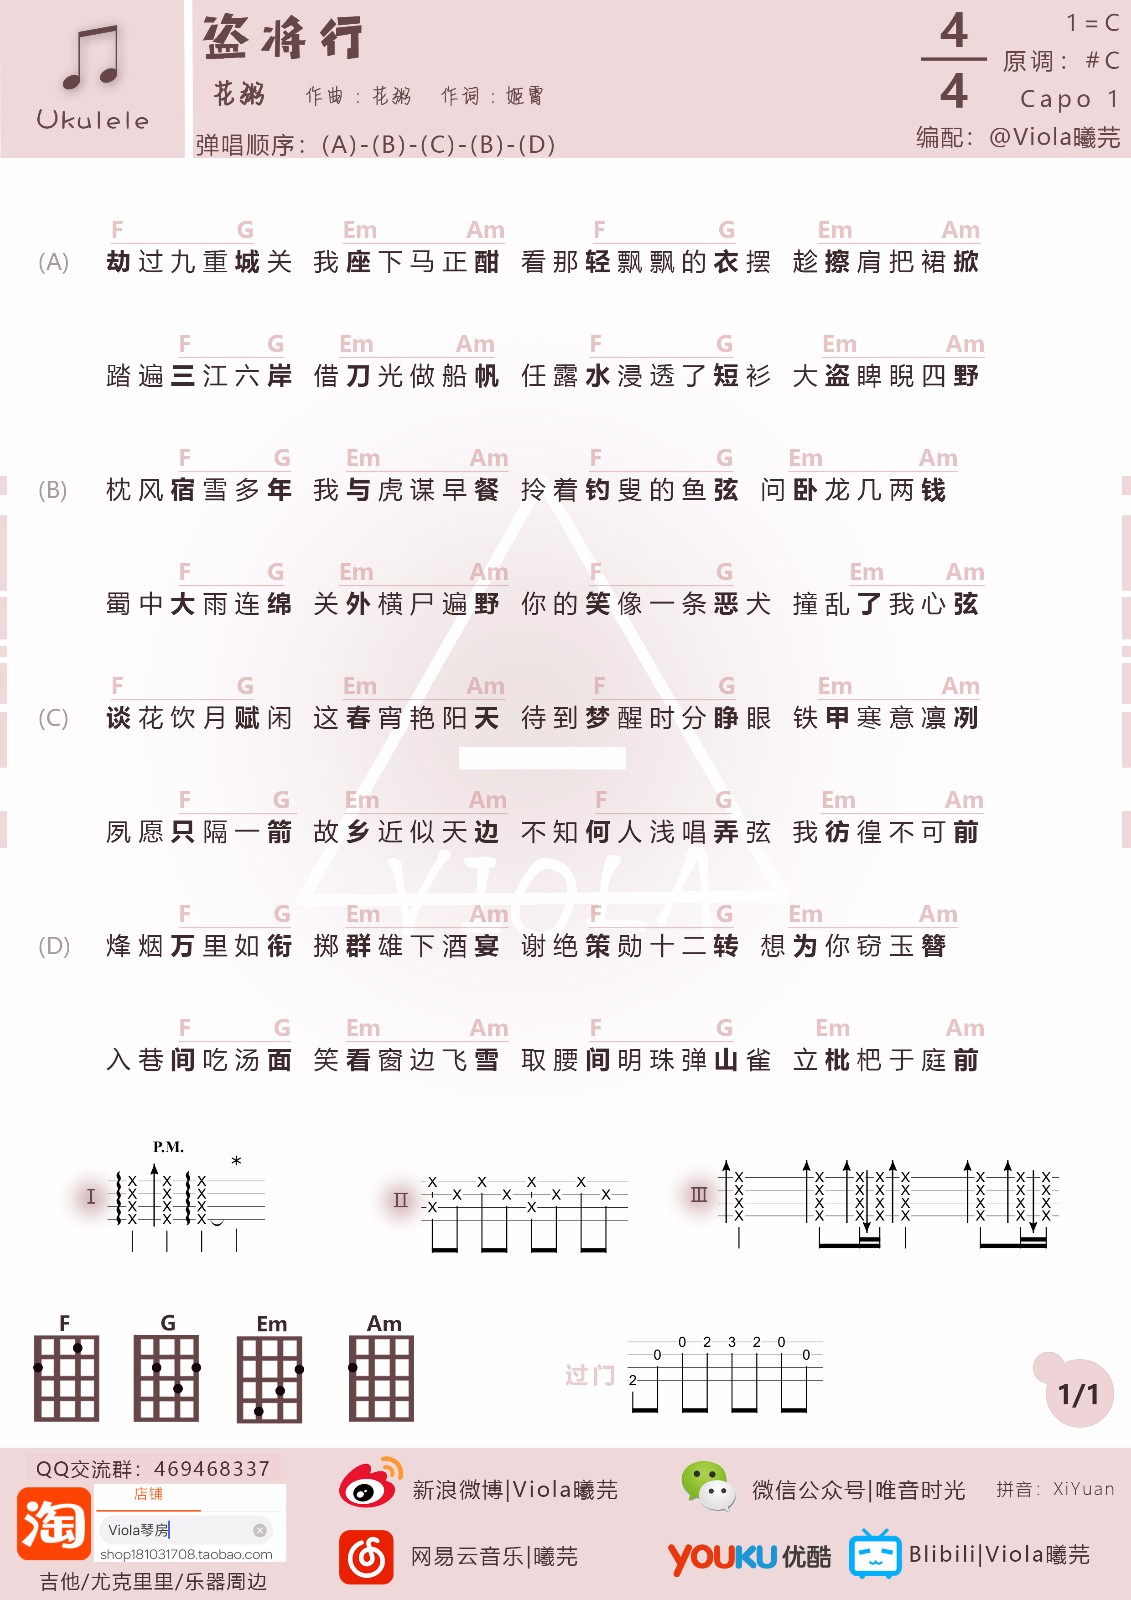 盗将行
花粥 作曲：花粥 作词：姬霄
弹唱顺序：(A)-(B)-(C)-(B)-(D)
Ukulele
4
4
1=C
原调：#C
Capo 1
编配：@Viola曦芫
F G Em Am F G Em Am
(A) 劫过九重城关 我座下马正酣 看那轻飘飘的衣摆 趁擦肩把裙掀
F G Em Am F G Em Am
踏遍三江六岸 借刀光做船帆 任露水浸透了短衫 大盗睥睨四野
F G Em Am F G Em Am
(B) 枕风宿雪多年 我与虎谋早餐 拎着钓叟的鱼弦 问卧龙几两钱
F G Em Am F G Em Am
蜀中大雨连绵 关外横尸遍野 你的笑像一条恶犬 撞乱了我心弦
F G Em Am F G Em Am
(C) 谈花饮月赋闲 这春宵艳阳天 待到梦醒时分睁眼 铁甲寒意凛冽
F G Em Am F G Em Am
夙愿只隔一箭 故乡近似天边 不知何人浅唱弄弦 我彷徨不可前
F G Em Am F G Em Am
(D) 烽烟万里如衔 掷群雄下酒宴 谢绝策勋十二转 想为你窃玉簪
F G Em Am F G Em Am
入巷间吃汤面 笑看窗边飞雪 取腰间明珠弹山雀 立枇杷于庭前
VIOLA
P.M.
*
I II III
F G Em Am
过门
0 2 3 2 0
0 0
2
1/1
QQ交流群：469468337
店铺
Viola琴房
shop181031708.taobao.com
淘
吉他/尤克里里/乐器周边
新浪微博|Viola曦芫
微信公众号|唯音时光
拼音：XiYuan
网易云音乐|曦芫
YOUKU 优酷
Blibili|Viola曦芫